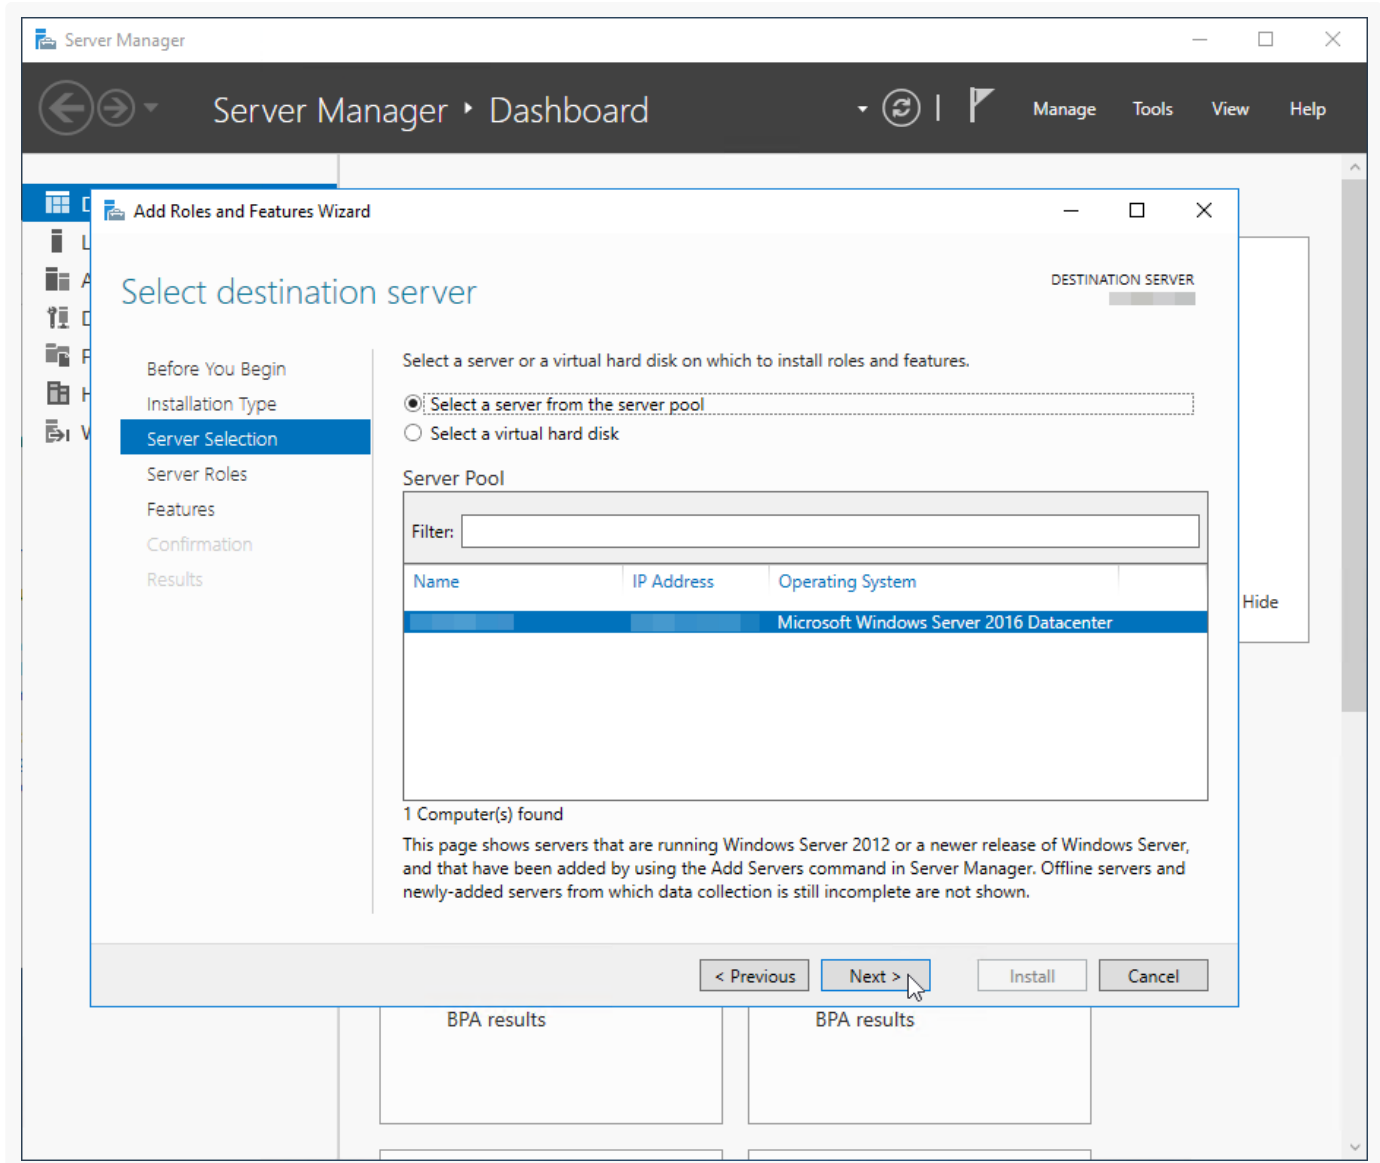 Server Manager
Server Manager ‣ Dashboard
Manage Tools View Help
Add Roles and Features Wizard
Select destination server
DESTINATION SERVER
Before You Begin
Installation Type
Server Selection
Server Roles
Features
Confirmation
Results
Select a server or a virtual hard disk on which to install roles and features.
Select a server from the server pool
Select a virtual hard disk
Server Pool
Filter:
Name IP Address Operating System
Microsoft Windows Server 2016 Datacenter
1 Computer(s) found
This page shows servers that are running Windows Server 2012 or a newer release of Windows Server,
and that have been added by using the Add Servers command in Server Manager. Offline servers and
newly-added servers from which data collection is still incomplete are not shown.
Hide
< Previous Next > Install Cancel
BPA results BPA results